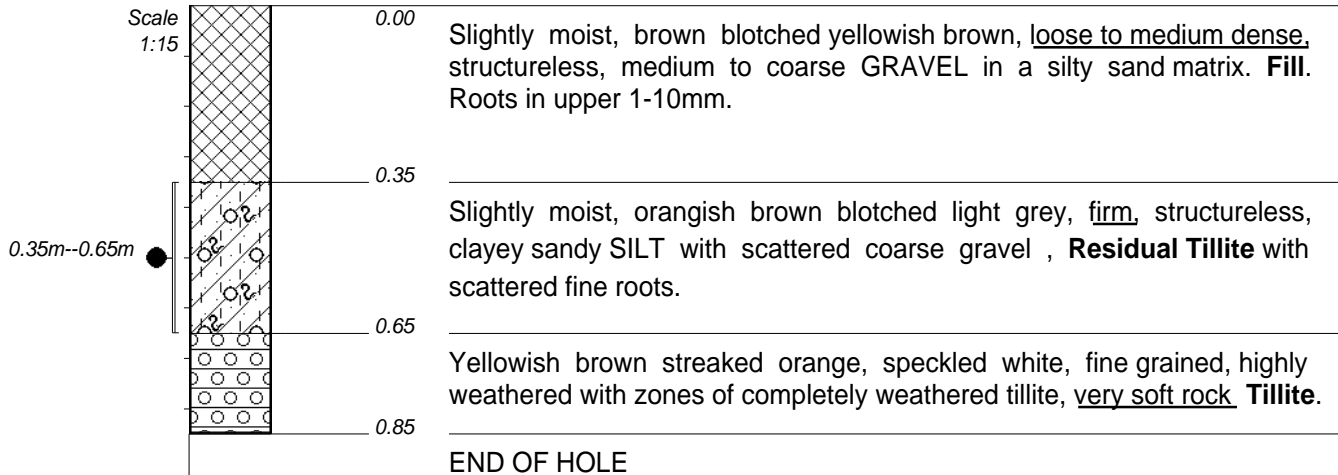 Scale
1:15
0.00
Slightly moist, brown blotched yellowish brown, loose to medium dense,
structureless, medium to coarse GRAVEL in a silty sand matrix. Fill.
Roots in upper 1-10mm.
0.35
Slightly moist, orangish brown blotched light grey, firm, structureless,
clayey sandy SILT with scattered coarse gravel , Residual Tillite with
scattered fine roots.
0.35m--0.65m
0.65
Yellowish brown streaked orange, speckled white, fine grained, highly
weathered with zones of completely weathered tillite, very soft rock Tillite.
0.85
END OF HOLE